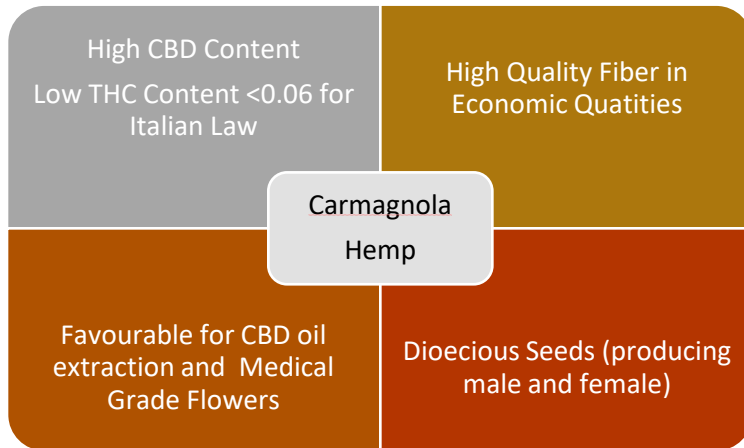 High CBD Content
Low THC Content <0.06 for
Italian Law
High Quality Fiber in
Economic Quatities
Carmagnola
Hemp
Favourable for CBD oil
extraction and Medical
Grade Flowers
Dioecious Seeds (producing
male and female)